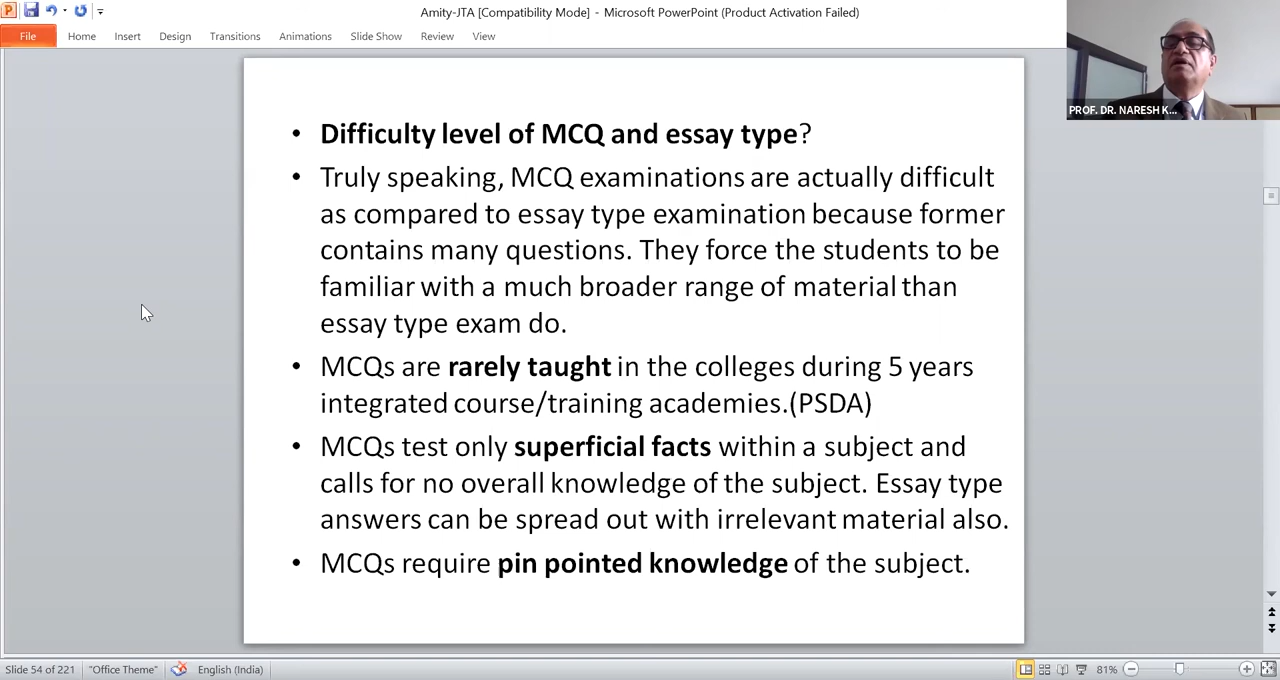 Amity-JTA [Compatibility Mode] - Microsoft PowerPoint (Product Activation Failed)
File Home Insert Design Transitions Animations Slide Show Review View
PROF. DR. NARESH K...
• Difficulty level of MCQ and essay type?
• Truly speaking, MCQ examinations are actually difficult
as compared to essay type examination because former
contains many questions. They force the students to be
familiar with a much broader range of material than
essay type exam do.
• MCQs are rarely taught in the colleges during 5 years
integrated course/training academies.(PSDA)
• MCQs test only superficial facts within a subject and
calls for no overall knowledge of the subject. Essay type
answers can be spread out with irrelevant material also.
• MCQs require pin pointed knowledge of the subject.
Slide 54 of 221 "Office Theme" English (India) 81%